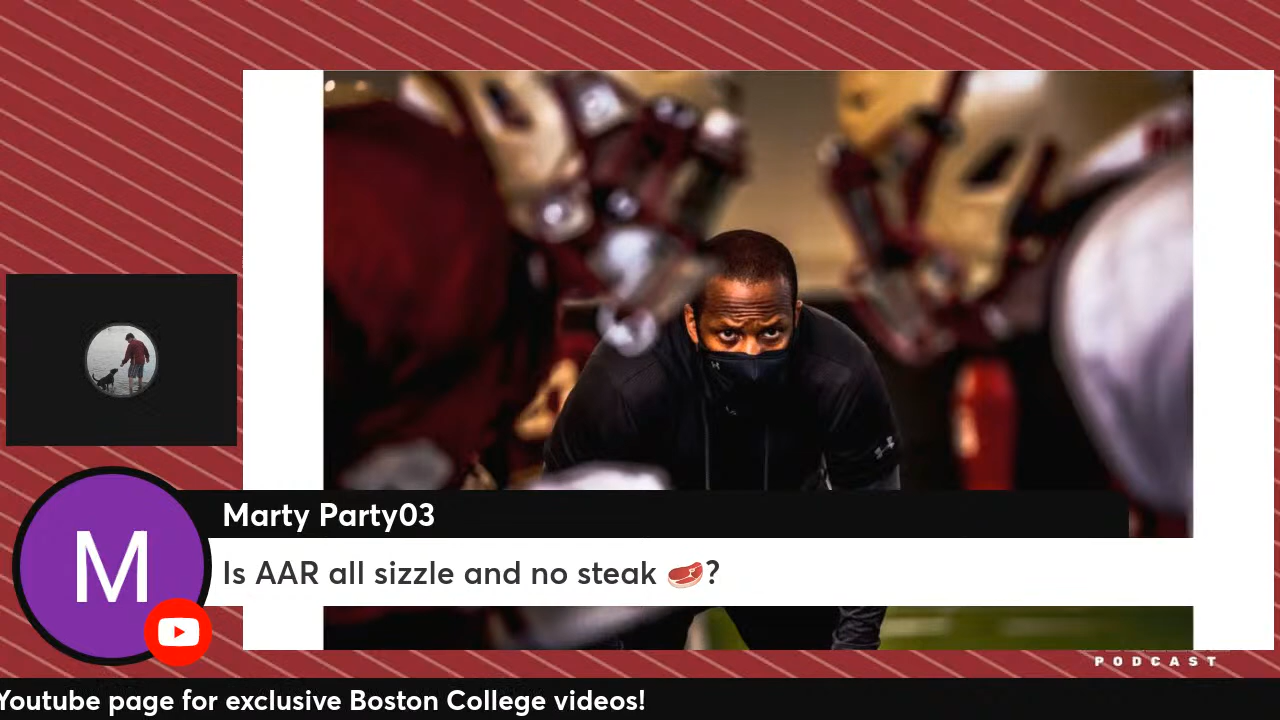 M
Marty Party03
Is AAR all sizzle and no steak 🥩?
PODCAST
Youtube page for exclusive Boston College videos!